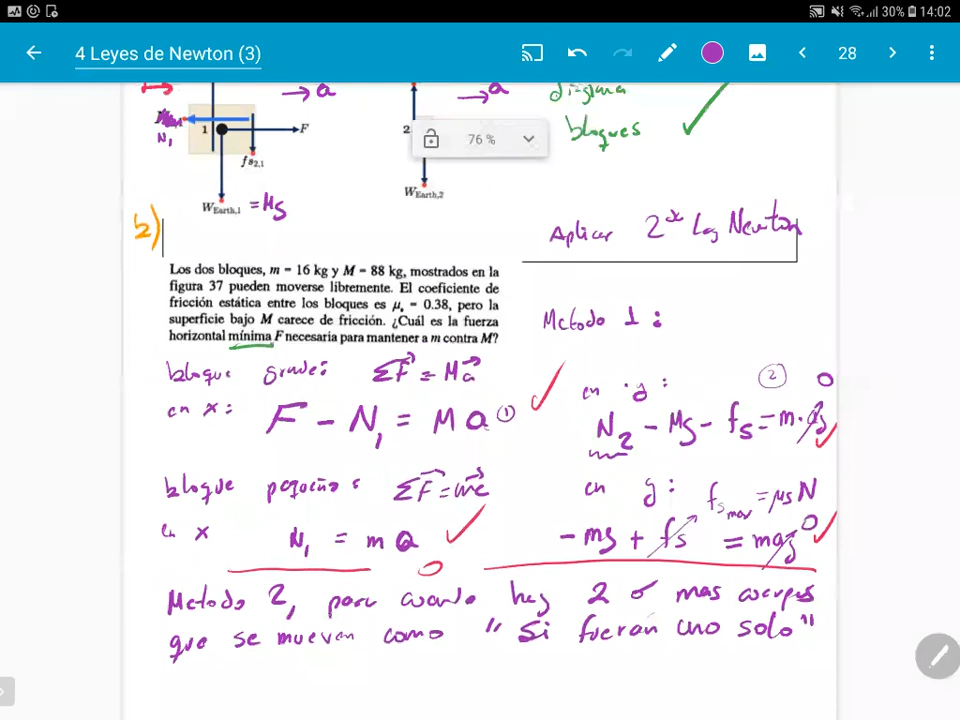 30% 14:02
4 Leyes de Newton (3)
28
→ a
→ a
diagrama
bloques
N₁
1
F
fs2,1
2
76 %
WEarth,1 = Mg
WEarth,2
b)
Aplicar 2da Ley Newton
Los dos bloques, m = 16 kg y M = 88 kg, mostrados en la
figura 37 pueden moverse libremente. El coeficiente de
fricción estática entre los bloques es μs = 0.38, pero la
superficie bajo M carece de fricción. ¿Cuál es la fuerza
horizontal mínima F necesaria para mantener a m contra M?
Metodo 1 :
bloque grande: ΣF = Ma
en x: F - N₁ = M a ①
en y: ② 0
N₂ - Mg - fs = m · ay
bloque pequeño : ΣF = ma
en x N₁ = m a
en y: fs max = μs N
- mg + fs = may 0
Metodo 2, para cuando hay 2 o mas cuerpos
que se mueven como " Si fueran uno solo "